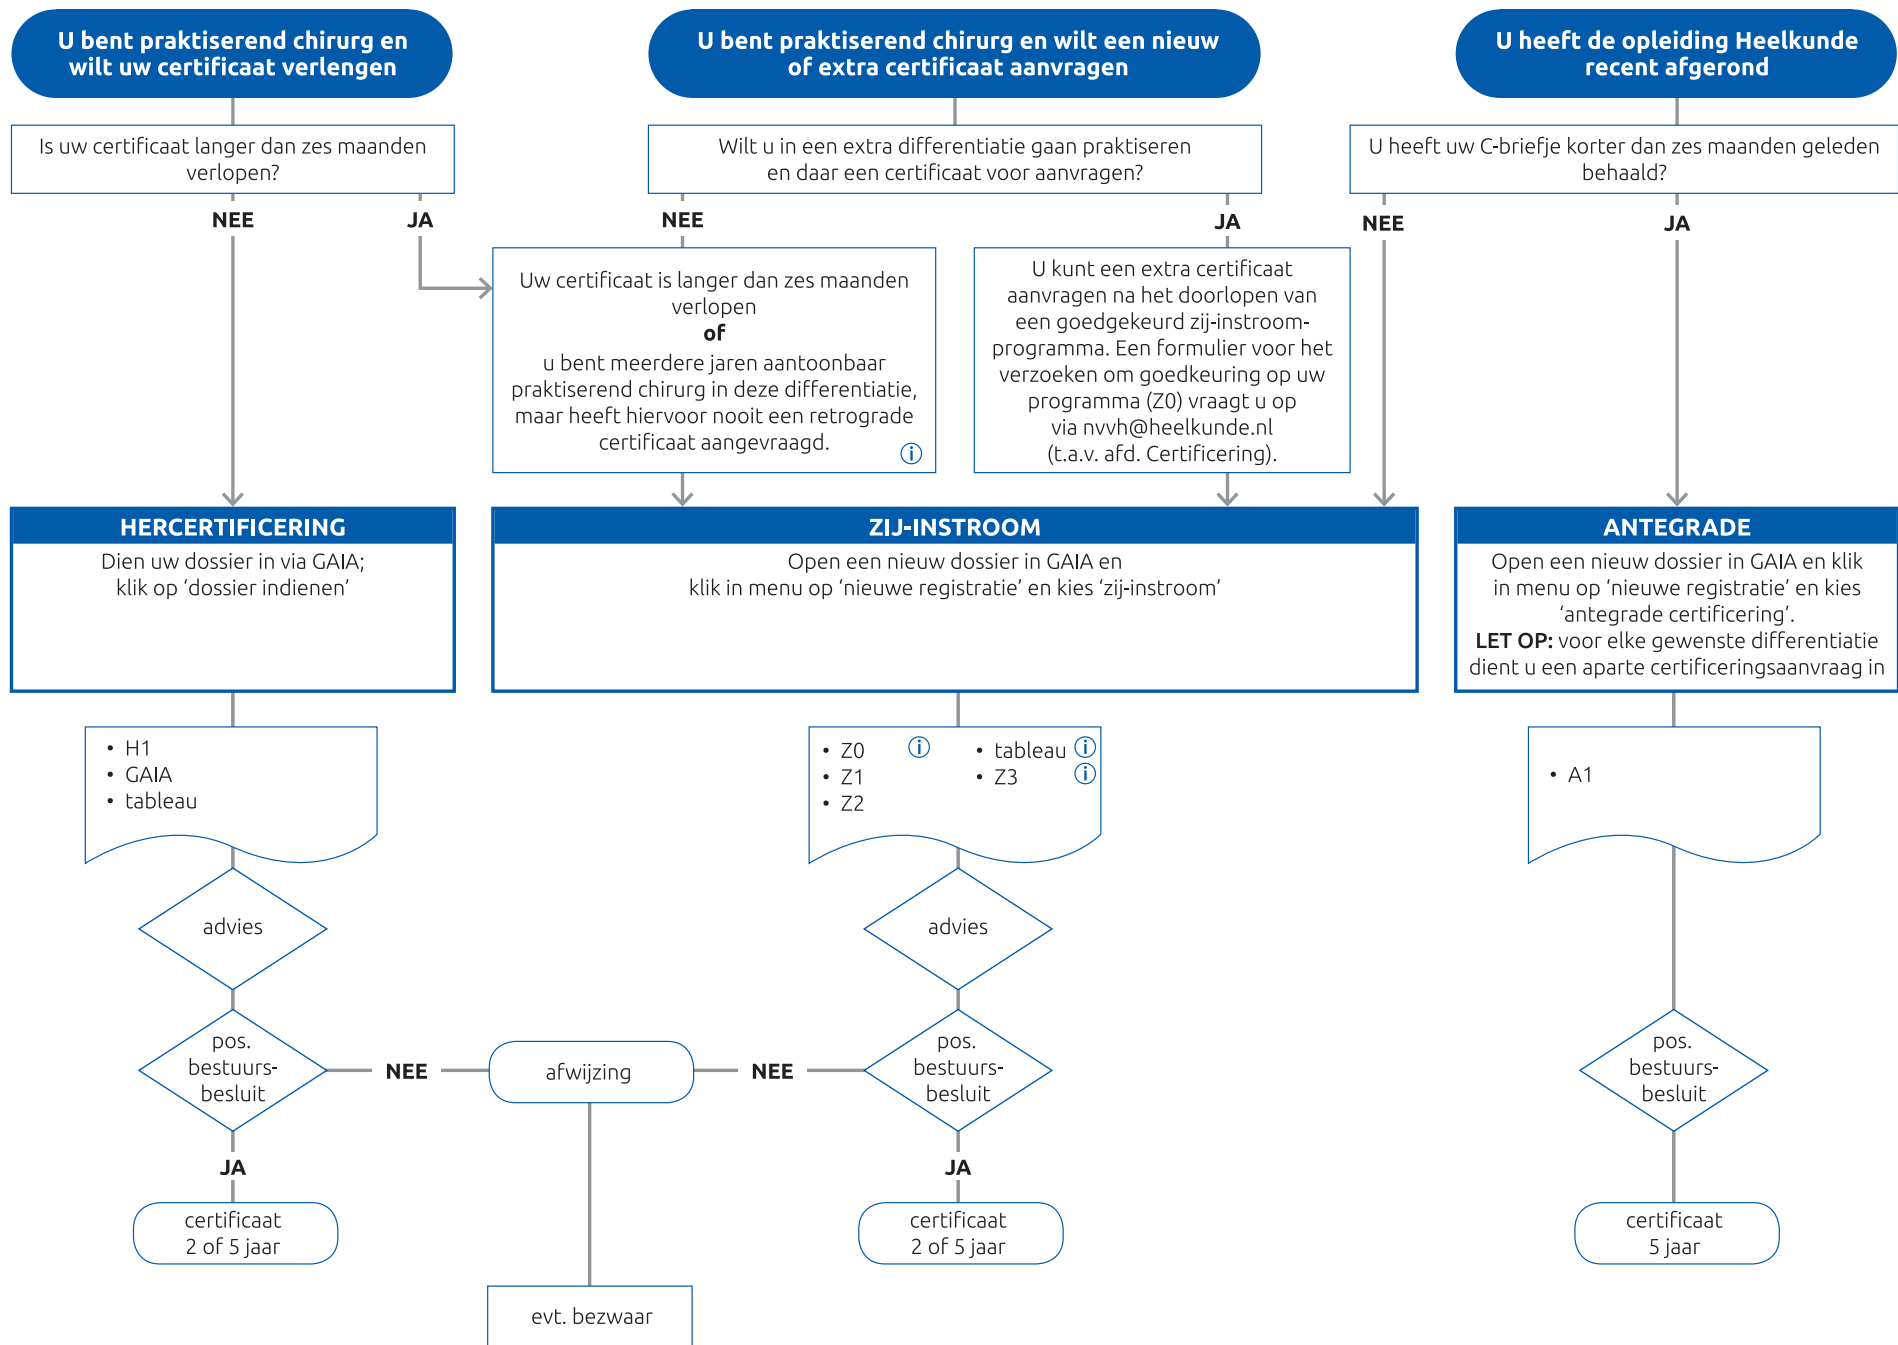 U bent praktiserend chirurg en
wilt uw certificaat verlengen
U bent praktiserend chirurg en wilt een nieuw
of extra certificaat aanvragen
U heeft de opleiding Heelkunde
recent afgerond
Is uw certificaat langer dan zes maanden
verlopen?
Wilt u in een extra differentiatie gaan praktiseren
en daar een certificaat voor aanvragen?
U heeft uw C-briefje korter dan zes maanden geleden
behaald?
NEE
JA
NEE
JA
NEE
JA
Uw certificaat is langer dan zes maanden
verlopen
of
u bent meerdere jaren aantoonbaar
praktiserend chirurg in deze differentiatie,
maar heeft hiervoor nooit een retrograde
certificaat aangevraagd.
i
U kunt een extra certificaat
aanvragen na het doorlopen van
een goedgekeurd zij-instroom-
programma. Een formulier voor het
verzoeken om goedkeuring op uw
programma (Z0) vraagt u op
via nvvh@heelkunde.nl
(t.a.v. afd. Certificering).
HERCERTIFICERING
Dien uw dossier in via GAIA;
klik op ‘dossier indienen’
ZIJ-INSTROOM
Open een nieuw dossier in GAIA en
klik in menu op ‘nieuwe registratie’ en kies ‘zij-instroom’
ANTEGRADE
Open een nieuw dossier in GAIA en klik
in menu op ‘nieuwe registratie’ en kies
‘antegrade certificering’.
LET OP: voor elke gewenste differentiatie
dient u een aparte certificeringsaanvraag in
• H1
• GAIA
• tableau
• Z0 i
• Z1
• Z2
• tableau i
• Z3 i
• A1
advies
advies
pos.
bestuurs-
besluit
NEE
afwijzing
NEE
pos.
bestuurs-
besluit
pos.
bestuurs-
besluit
JA
JA
certificaat
2 of 5 jaar
certificaat
2 of 5 jaar
certificaat
5 jaar
evt. bezwaar